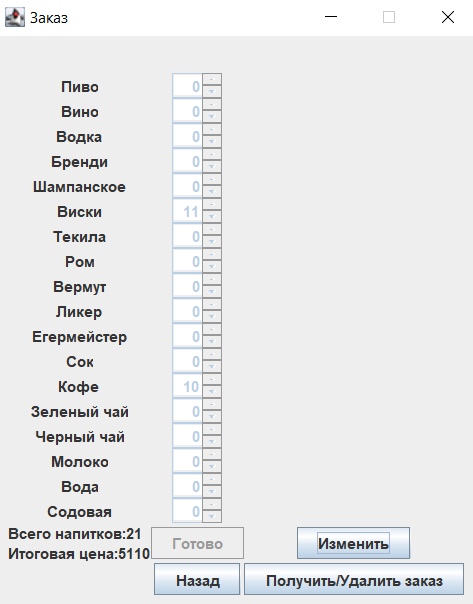 Заказ
Пиво 0
Вино 0
Водка 0
Бренди 0
Шампанское 0
Виски 11
Текила 0
Ром 0
Вермут 0
Ликер 0
Егермейстер 0
Сок 0
Кофе 10
Зеленый чай 0
Черный чай 0
Молоко 0
Вода 0
Содовая 0
Всего напитков:21
Итоговая цена:5110
Готово
Изменить
Назад
Получить/Удалить заказ